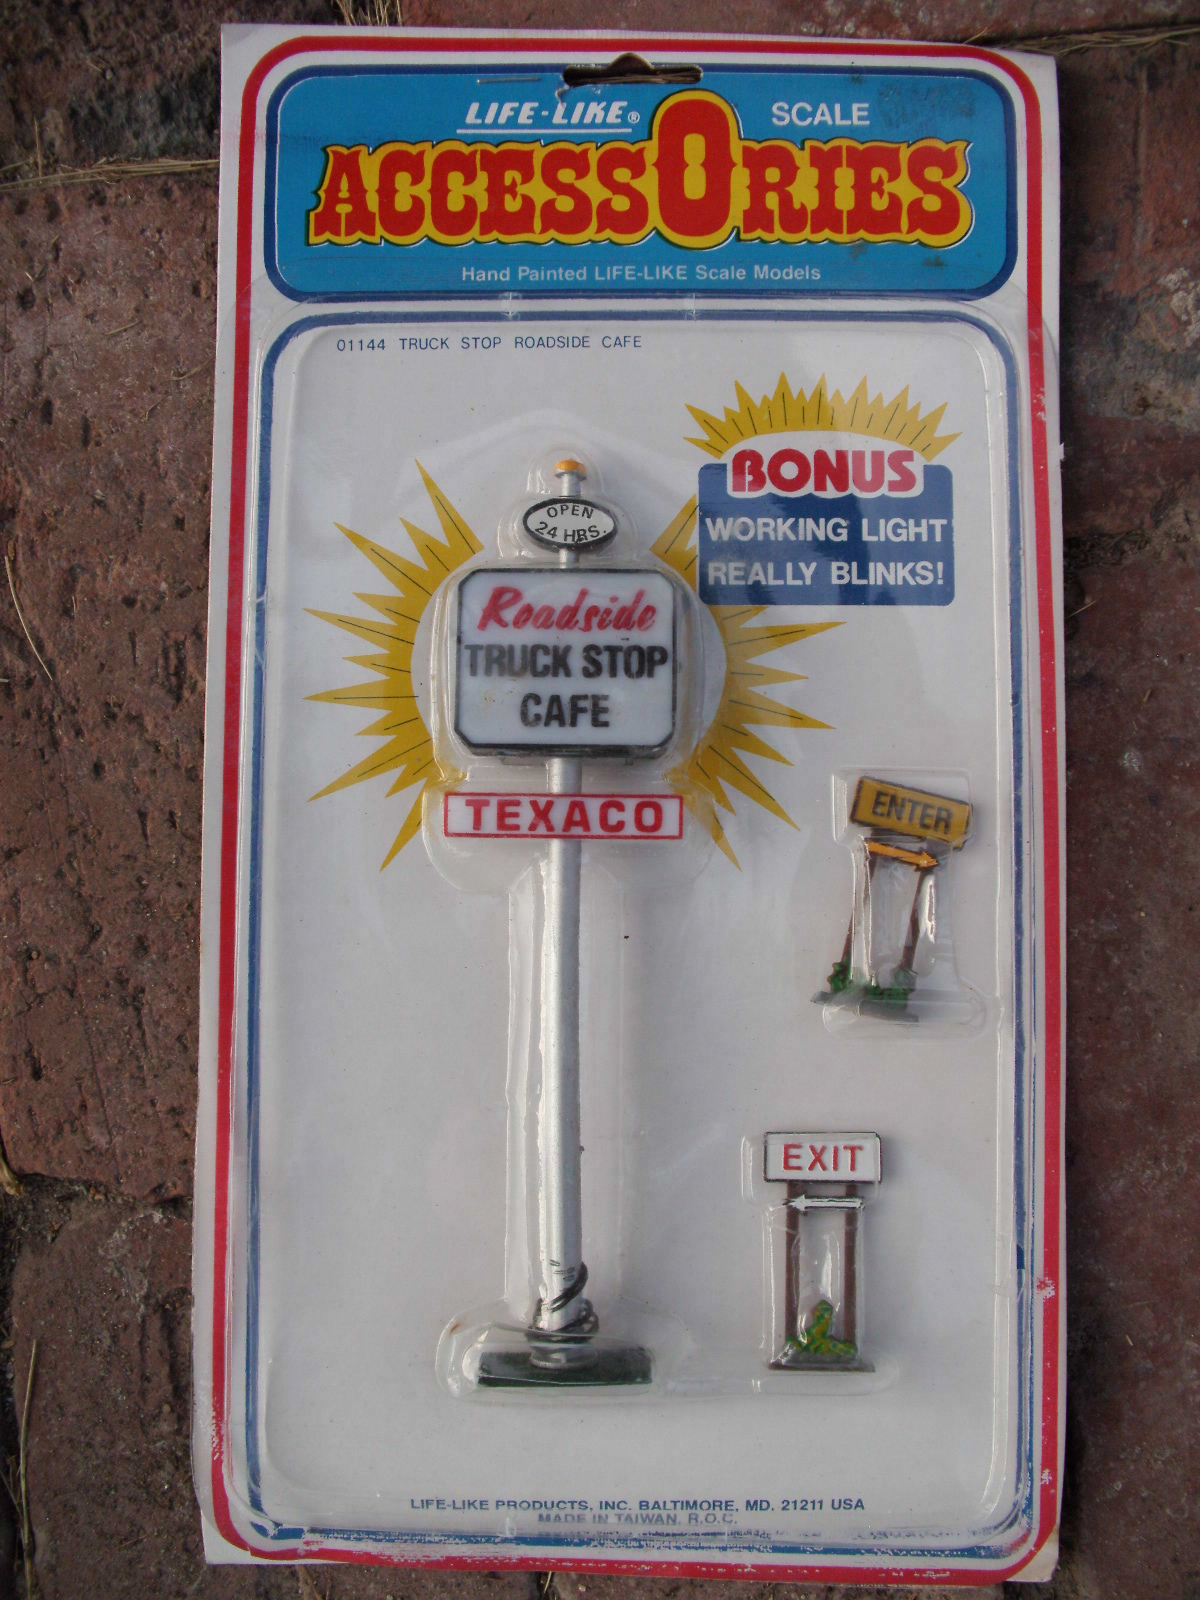 LIFE-LIKE® SCALE
ACCESSORIES
Hand Painted LIFE-LIKE Scale Models
01144 TRUCK STOP ROADSIDE CAFE
BONUS
WORKING LIGHT
REALLY BLINKS!
OPEN
24 HRS.
Roadside
TRUCK STOP
CAFE
TEXACO
ENTER
EXIT
LIFE-LIKE PRODUCTS, INC. BALTIMORE, MD. 21211 USA
MADE IN TAIWAN, R.O.C.